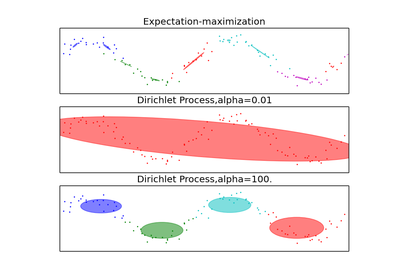 Expectation-maximization
Dirichlet Process,alpha=0.01
Dirichlet Process,alpha=100.